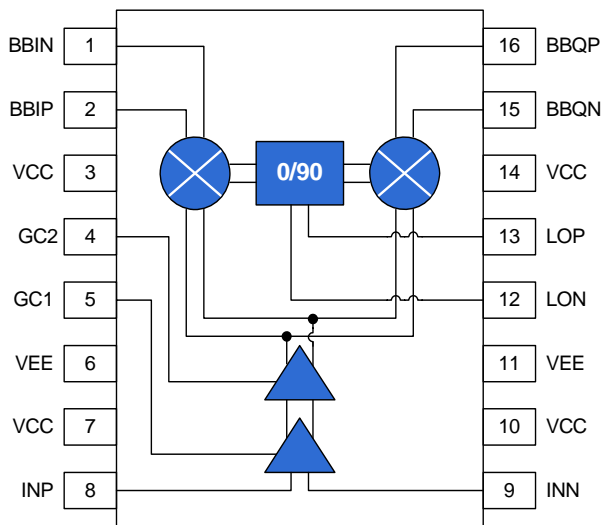 BBIN 1
BBIP 2
VCC 3
GC2 4
GC1 5
VEE 6
VCC 7
INP 8
0/90
16 BBQP
15 BBQN
14 VCC
13 LOP
12 LON
11 VEE
10 VCC
9 INN